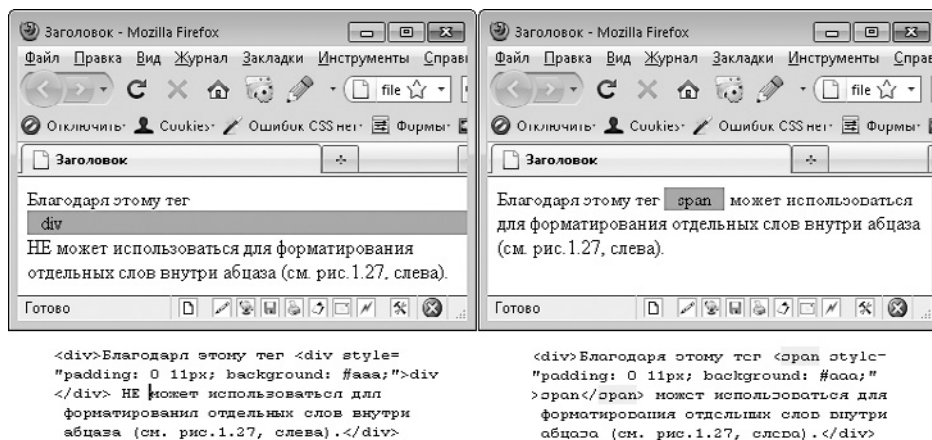 Заголовок - Mozilla Firefox
Файл Правка Вид Журнал Закладки Инструменты Справ
file
Отключить Cookies Ошибок CSS нет Формы
Заголовок
Благодаря этому тег
div
НЕ может использоваться для форматирования
отдельных слов внутри абцаза (см. рис.1.27, слева).
Готово
<div>Благодаря этому тег <div style=
"padding: 0 11px; background: #aaa;">div
</div> НЕ может использоваться для
форматирования отдельных слов внутри
абцаза (см. рис.1.27, слева).</div>
Заголовок - Mozilla Firefox
Файл Правка Вид Журнал Закладки Инструменты Справ
file
Отключить Cookies Ошибок CSS нет Формы
Заголовок
Благодаря этому тег span может использоваться
для форматирования отдельных слов внутри абцаза
(см. рис.1.27, слева).
Готово
<div>Благодаря этому тег <span style=
"padding: 0 11px; background: #aaa;"
>span</span> может использоваться для
форматирования отдельных слов внутри
абцаза (см. рис.1.27, слева).</div>